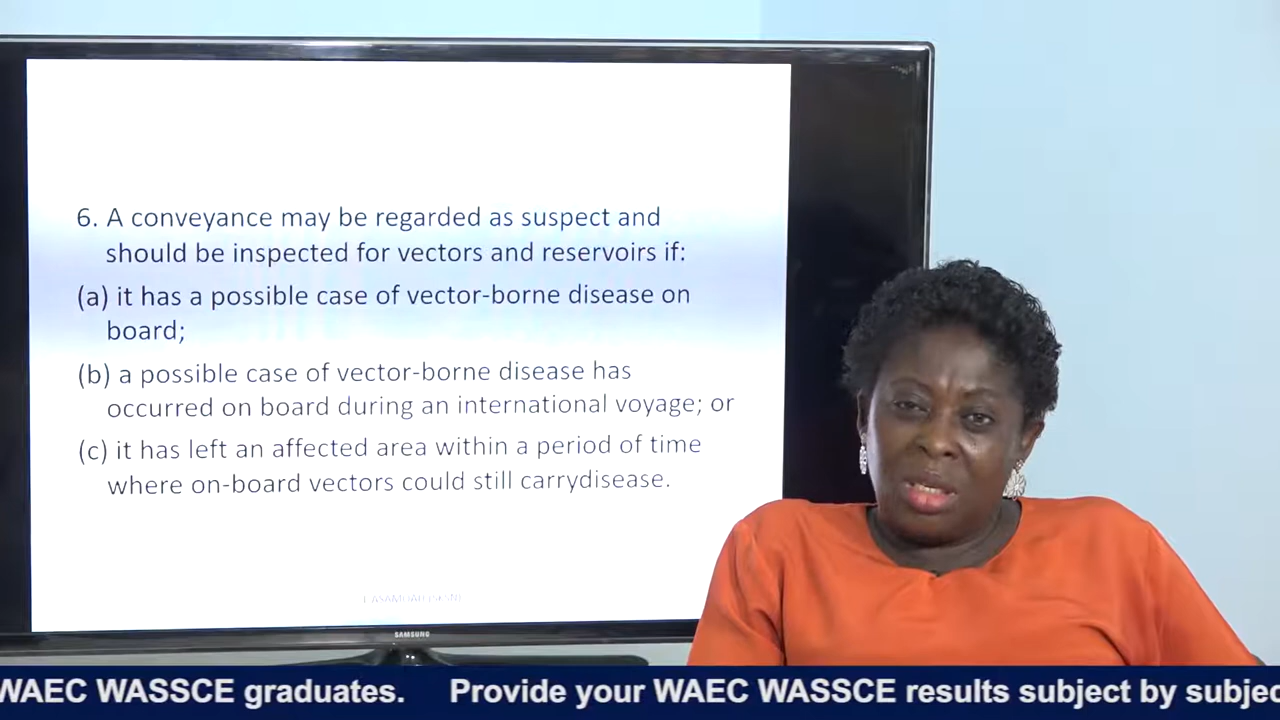 6. A conveyance may be regarded as suspect and
should be inspected for vectors and reservoirs if:
(a) it has a possible case of vector-borne disease on
board;
(b) a possible case of vector-borne disease has
occurred on board during an international voyage; or
(c) it has left an affected area within a period of time
where on-board vectors could still carrydisease.
SAMSUNG
WAEC WASSCE graduates. Provide your WAEC WASSCE results subject by subjec